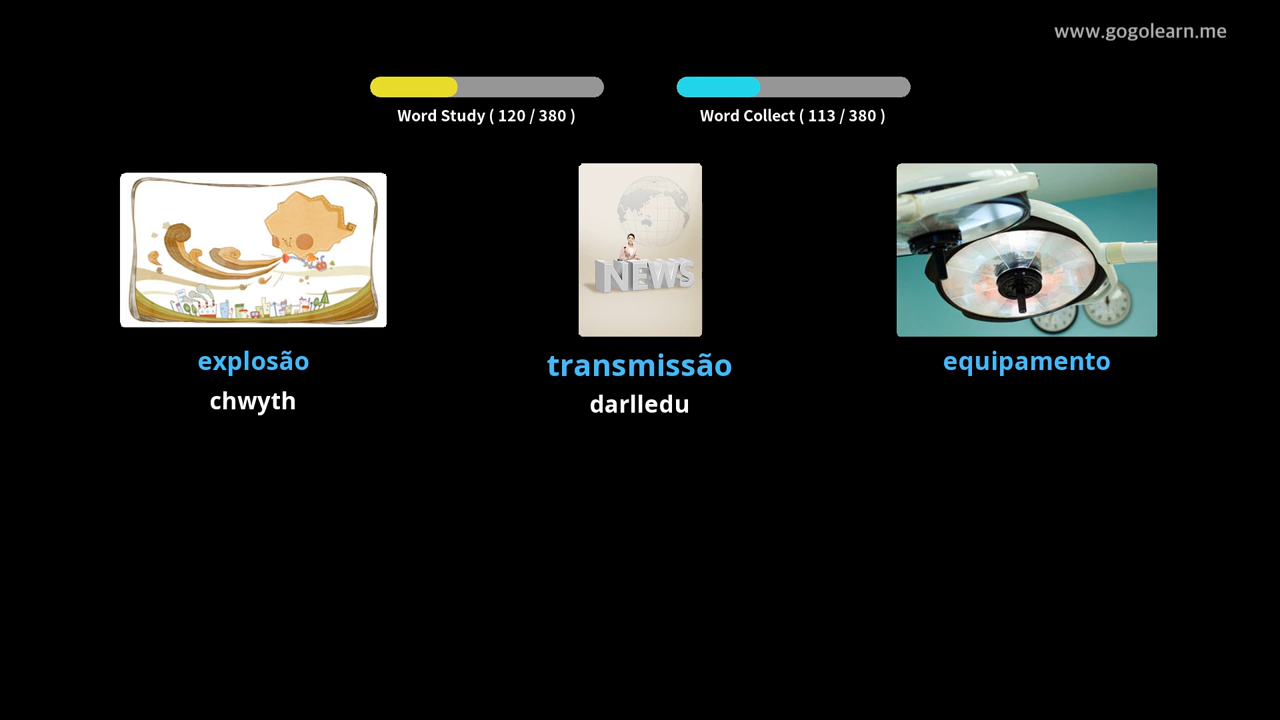 www.gogolearn.me
Word Study ( 120 / 380 )
Word Collect ( 113 / 380 )
NEWS
explosão
transmissão
equipamento
chwyth
darlledu